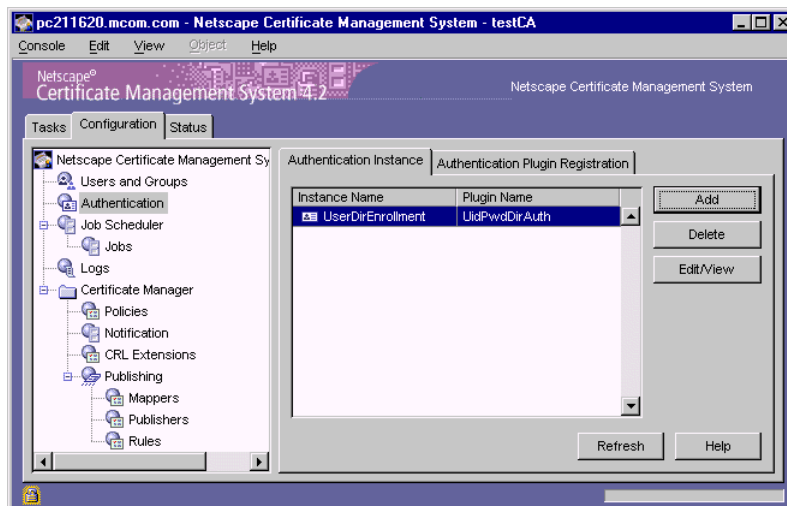 pc211620.mcom.com - Netscape Certificate Management System - testCA
Console Edit View Object Help
Netscape®
Certificate Management System 4.2
Netscape Certificate Management System
Tasks Configuration Status
Netscape Certificate Management Sy
Users and Groups
Authentication
Job Scheduler
Jobs
Logs
Certificate Manager
Policies
Notification
CRL Extensions
Publishing
Mappers
Publishers
Rules
Authentication Instance Authentication Plugin Registration
Instance Name Plugin Name
UserDirEnrollment UidPwdDirAuth
Add
Delete
Edit/View
Refresh Help